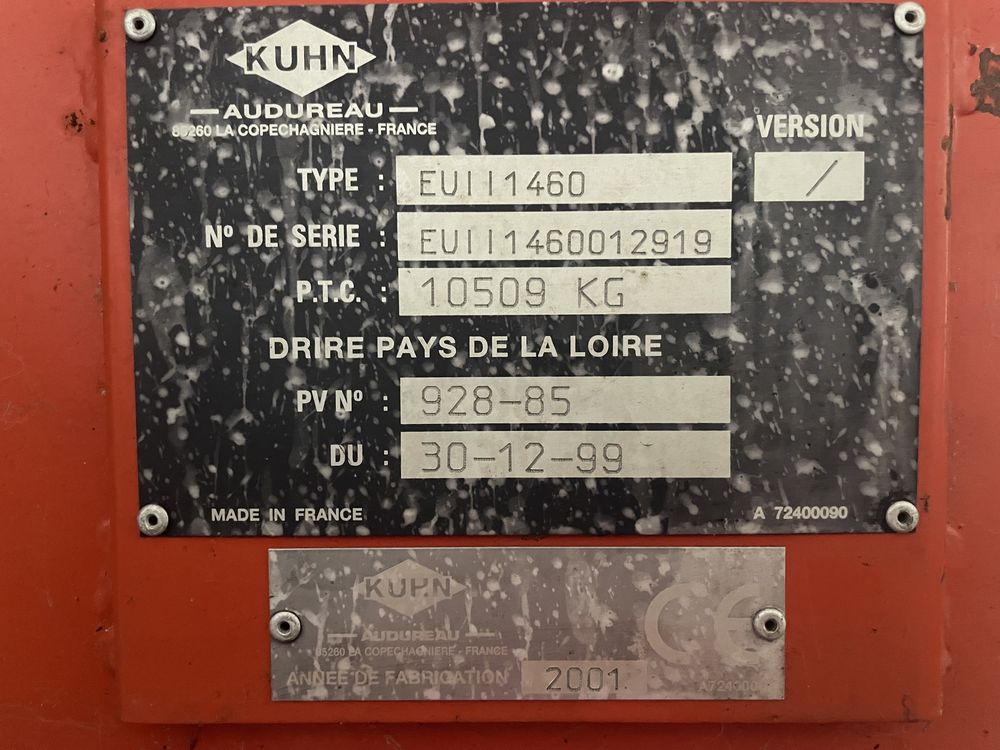 KUHN
AUDUREAU
85260 LA COPECHAGNIERE - FRANCE
VERSION
TYPE : EUII1460 /
Nº DE SERIE : EUII1460012919
P.T.C. : 10509 KG
DRIRE PAYS DE LA LOIRE
PV Nº : 928-85
DU : 30-12-99
MADE IN FRANCE A 72400090
KUHN
AUDUREAU
85260 LA COPECHAGNIERE - FRANCE
CE
ANNEE DE FABRICATION 2001